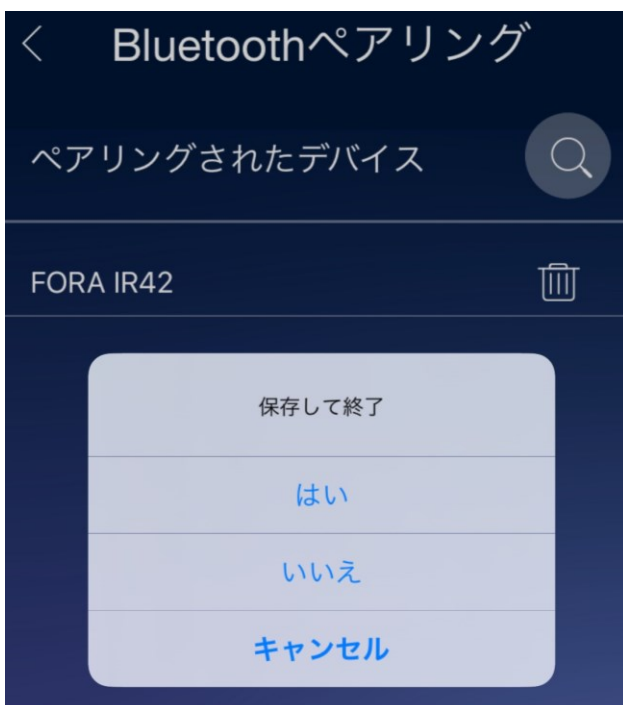 Bluetoothペアリング
ペアリングされたデバイス
FORA IR42
保存して終了
はい
いいえ
キャンセル